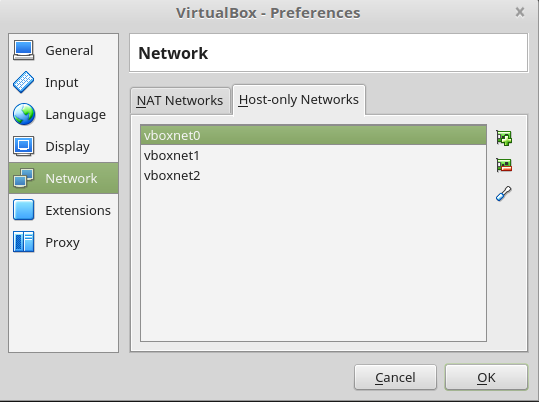 VirtualBox - Preferences
General
Input
Language
Display
Network
Extensions
Proxy
Network
NAT Networks
Host-only Networks
vboxnet0
vboxnet1
vboxnet2
Cancel
OK